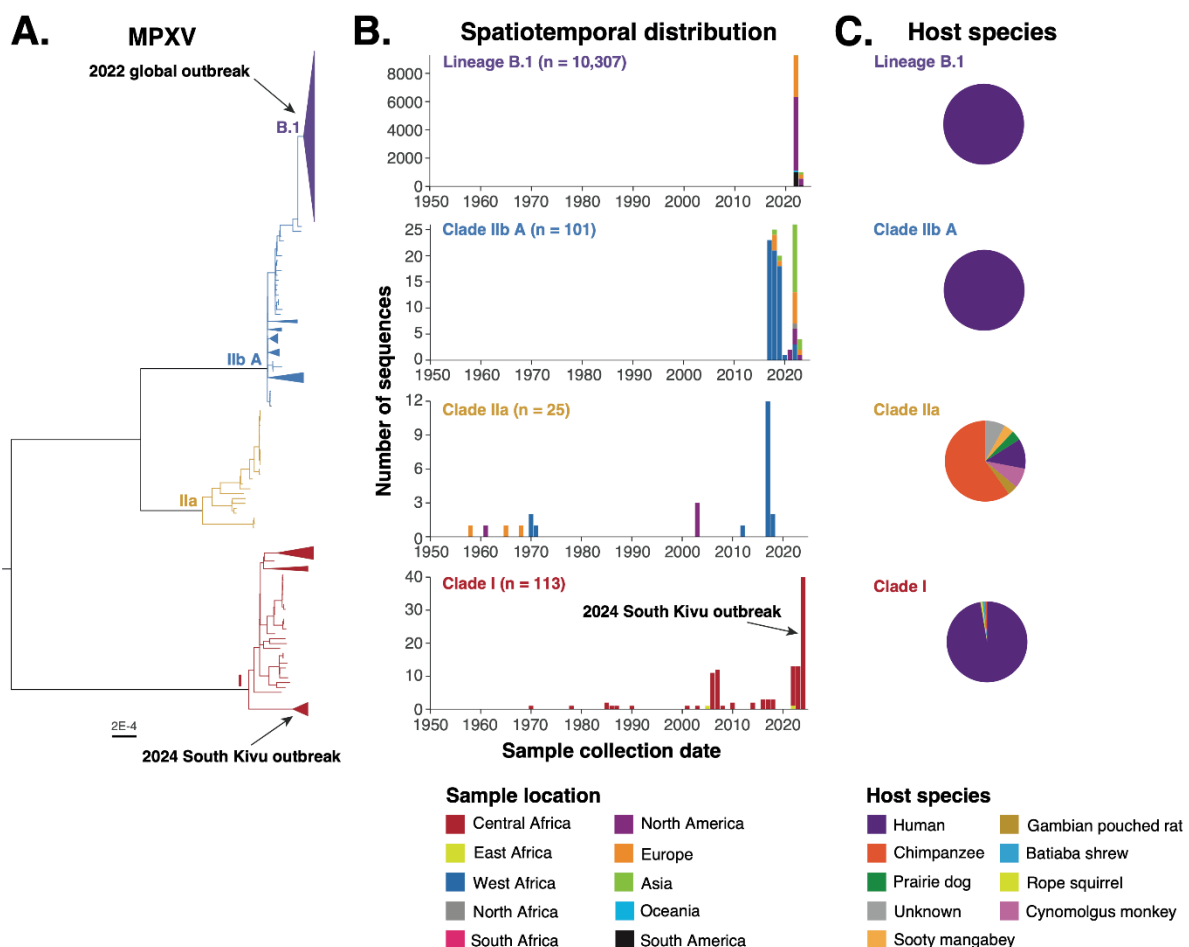 A.
MPXV
2022 global outbreak
B.1
IIb A
IIa
I
2E-4
2024 South Kivu outbreak
B.
Spatiotemporal distribution
Number of sequences
Lineage B.1 (n = 10,307)
8000
6000
4000
2000
0
1950 1960 1970 1980 1990 2000 2010 2020
Clade IIb A (n = 101)
25
20
15
10
5
0
1950 1960 1970 1980 1990 2000 2010 2020
Clade IIa (n = 25)
12
9
6
3
0
1950 1960 1970 1980 1990 2000 2010 2020
Clade I (n = 113)
2024 South Kivu outbreak
40
30
20
10
0
1950 1960 1970 1980 1990 2000 2010 2020
Sample collection date
C.
Host species
Lineage B.1
Clade IIb A
Clade IIa
Clade I
Sample location
Central Africa
East Africa
West Africa
North Africa
South Africa
North America
Europe
Asia
Oceania
South America
Host species
Human
Chimpanzee
Prairie dog
Unknown
Sooty mangabey
Gambian pouched rat
Batiaba shrew
Rope squirrel
Cynomolgus monkey